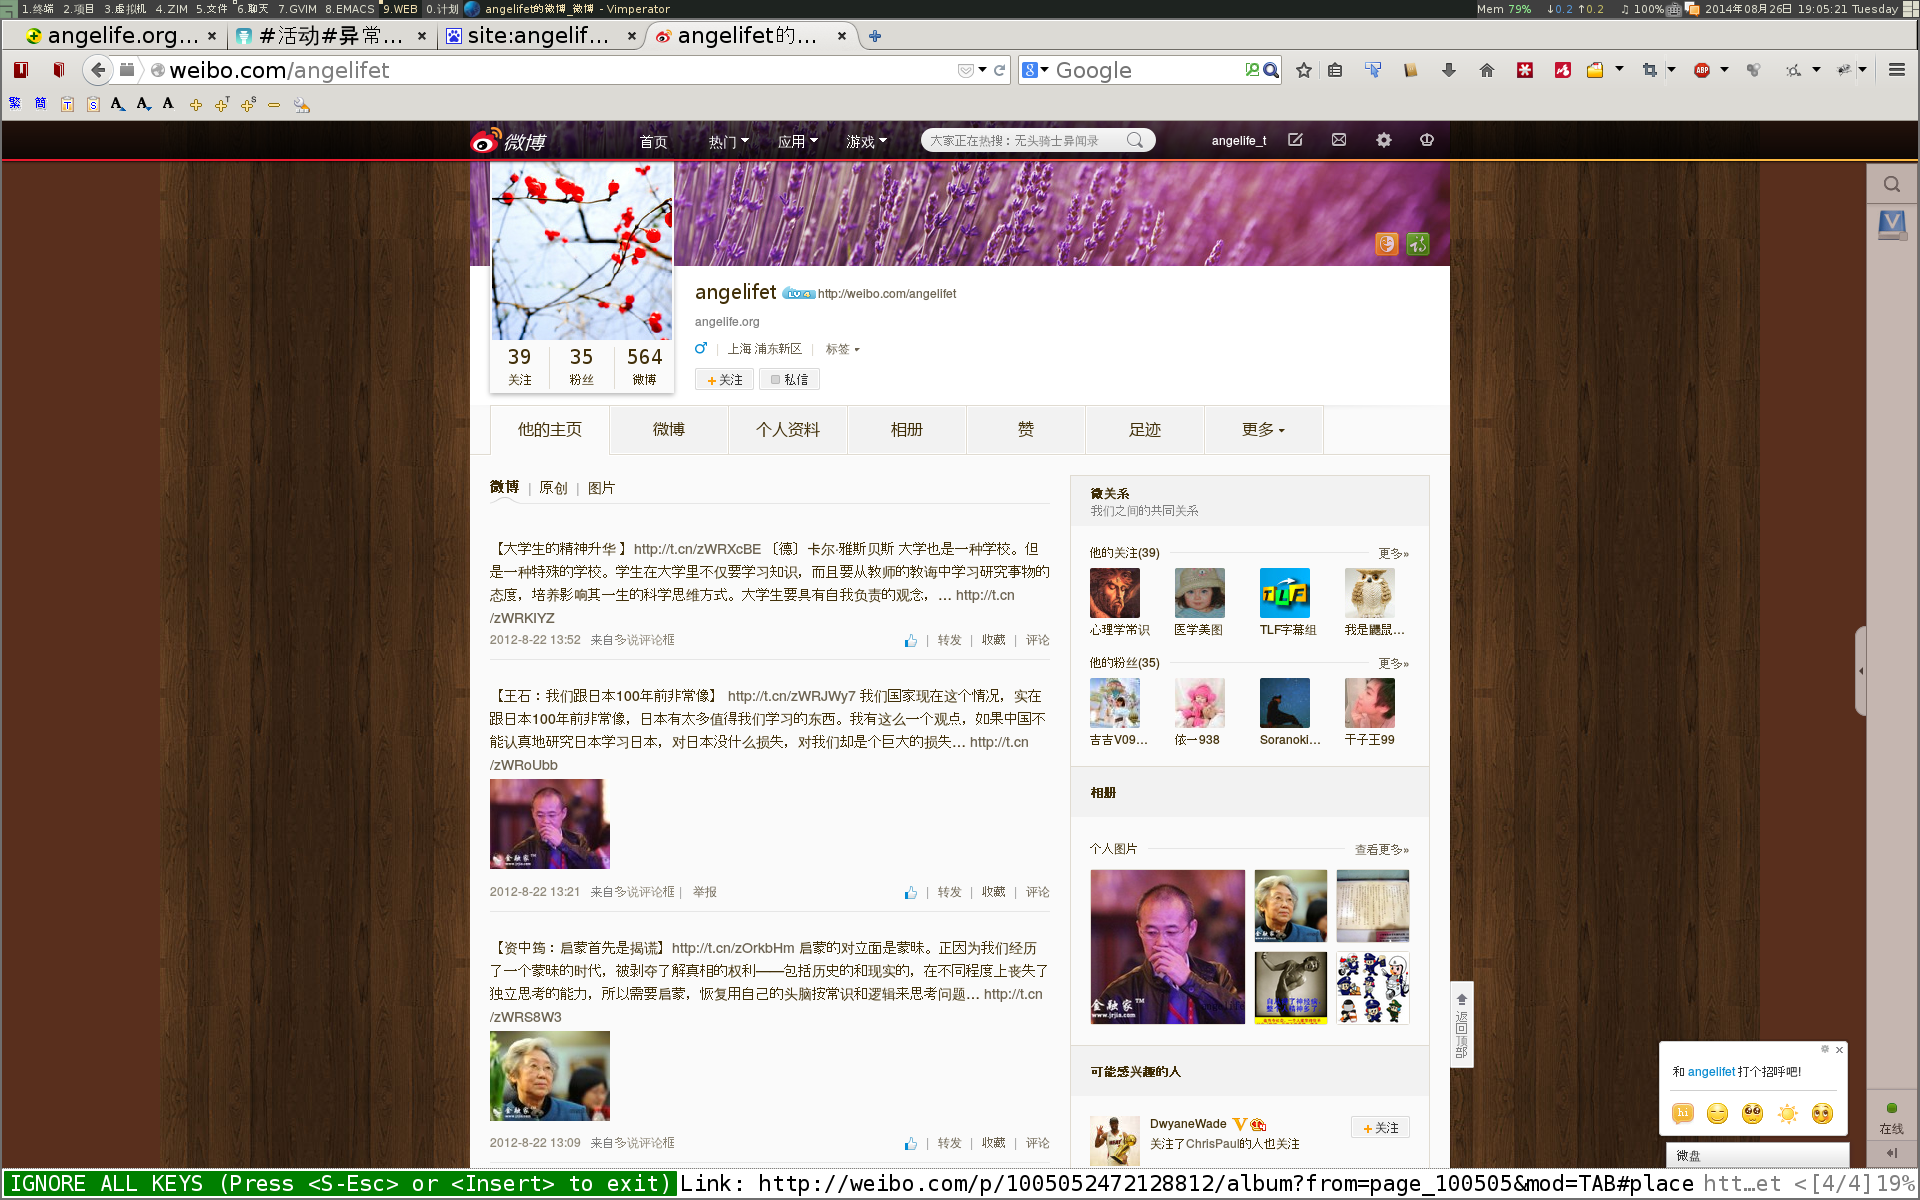 1.终端 2.项目 3.虚拟机 4.ZIM 5.文件 6.聊天 7.GVIM 8.EMACS 9.WEB 0.计划 angelifet的微博_微博 - Vimperator
Mem 79% ↓0.2 ↑0.2 ♫ 100% 2014年08月26日 19:05:21 Tuesday
angelife.org... #活动#异常... site:angelif... angelifet的...
weibo.com/angelifet
Google
繁 简
微博 首页 热门 应用 游戏 大家正在热搜：无头骑士异闻录 angelife_t
angelifet LV 4 http://weibo.com/angelifet
angelife.org
上海 浦东新区 标签
39 35 564
关注 粉丝 微博
+关注 私信
他的主页 微博 个人资料 相册 赞 足迹 更多
微博 | 原创 | 图片
【大学生的精神升华 】http://t.cn/zWRXcBE 〔德〕卡尔·雅斯贝斯 大学也是一种学校。但
是一种特殊的学校。学生在大学里不仅要学习知识，而且要从教师的教诲中学习研究事物的
态度，培养影响其一生的科学思维方式。大学生要具有自我负责的观念，... http://t.cn
/zWRKIYZ
2012-8-22 13:52 来自多说评论框
转发 | 收藏 | 评论
【王石：我们跟日本100年前非常像】 http://t.cn/zWRJWy7 我们国家现在这个情况，实在
跟日本100年前非常像，日本有太多值得我们学习的东西。我有这么一个观点，如果中国不
能认真地研究日本学习日本，对日本没什么损失，对我们却是个巨大的损失... http://t.cn
/zWRoUbb
金融家™
www.jrjia.com
2012-8-22 13:21 来自多说评论框 | 举报
转发 | 收藏 | 评论
【资中筠：启蒙首先是揭谎】http://t.cn/zOrkbHm 启蒙的对立面是蒙昧。正因为我们经历
了一个蒙昧的时代，被剥夺了解真相的权利——包括历史的和现实的，在不同程度上丧失了
独立思考的能力，所以需要启蒙，恢复用自己的头脑按常识和逻辑来思考问题... http://t.cn
/zWRS8W3
2012-8-22 13:09 来自多说评论框
转发 | 收藏 | 评论
微关系
我们之间的共同关系
他的关注(39) 更多»
TLF
心理学常识 医学美图 TLF字幕组 我是鼹鼠...
他的粉丝(35) 更多»
吉吉V09... 依一938 Soranoki... 干子王99
相册
个人图片 查看更多»
金融家™
www.jrjia.com
可能感兴趣的人
DwyaneWade
关注了ChrisPaul的人也关注
+关注
返回顶部
和 angelifet 打个招呼吧!
hi
微盘
在线
IGNORE ALL KEYS (Press <S-Esc> or <Insert> to exit) Link: http://weibo.com/p/1005052472128812/album?from=page_100505&mod=TAB#place htt...et <[4/4]19%